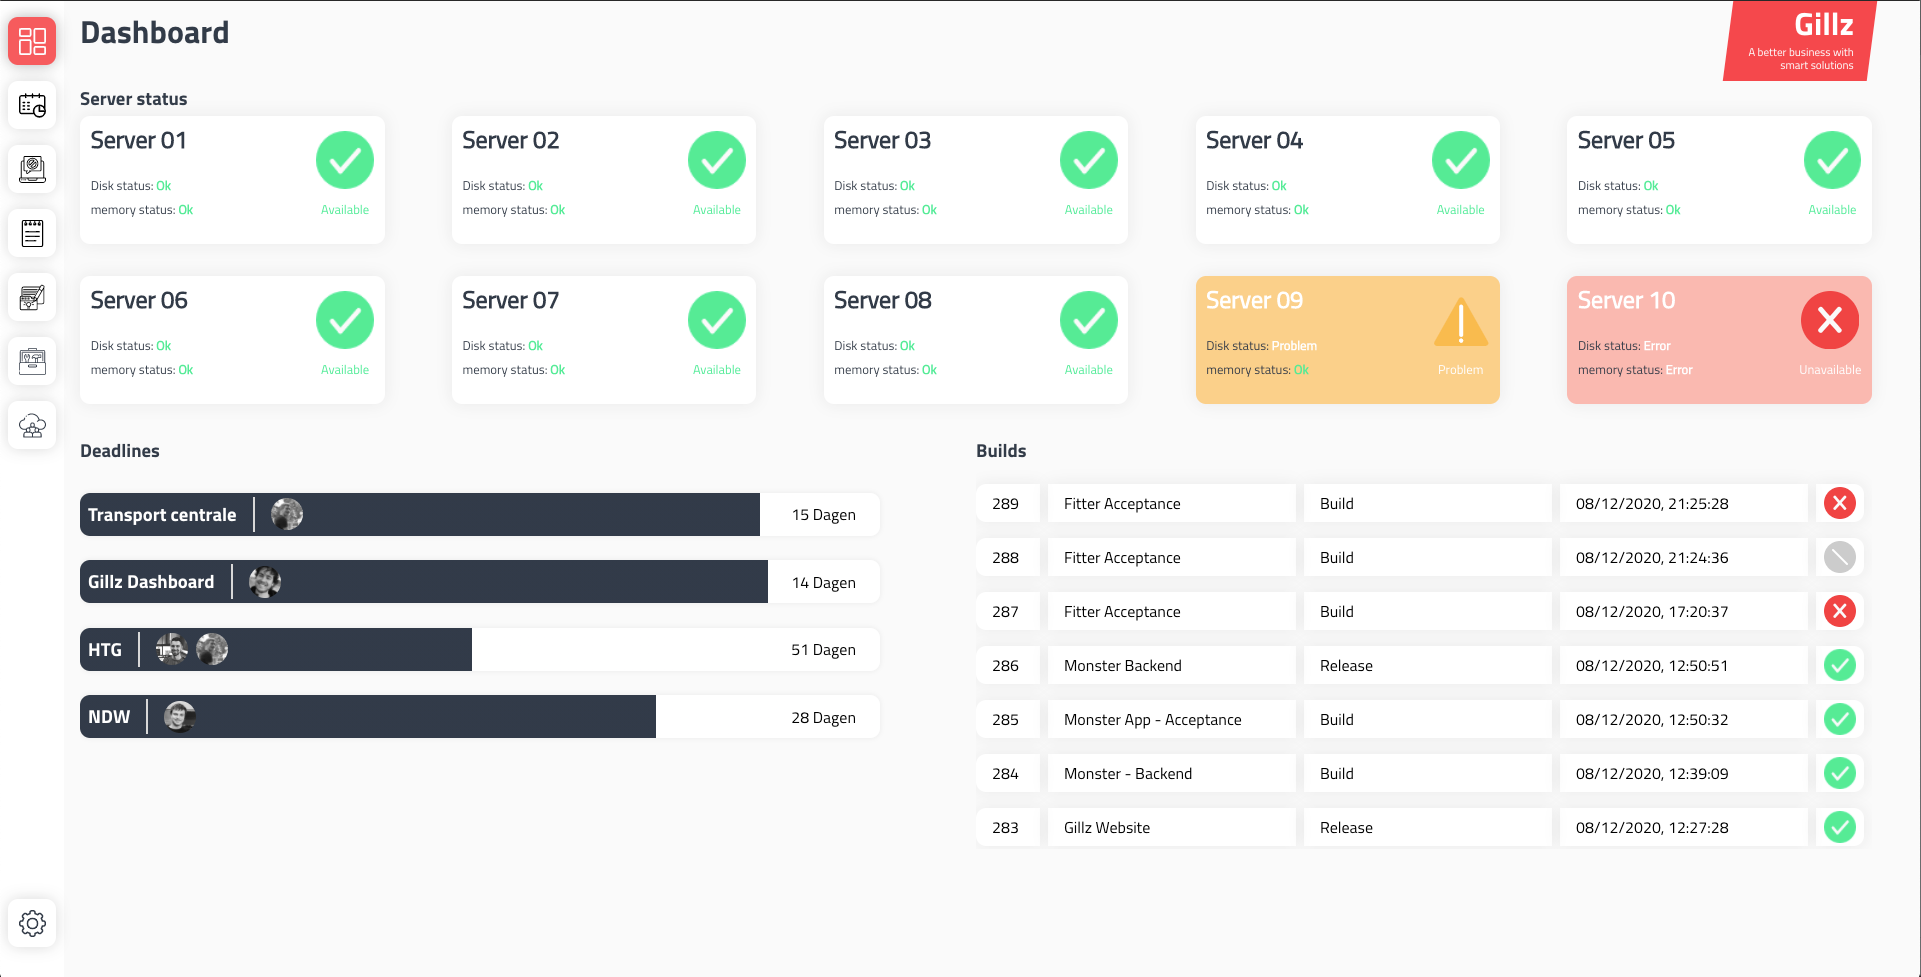 Dashboard
Gillz
A better business with
smart solutions
Server status
Server 01
Disk status: Ok
memory status: Ok
Available
Server 02
Disk status: Ok
memory status: Ok
Available
Server 03
Disk status: Ok
memory status: Ok
Available
Server 04
Disk status: Ok
memory status: Ok
Available
Server 05
Disk status: Ok
memory status: Ok
Available
Server 06
Disk status: Ok
memory status: Ok
Available
Server 07
Disk status: Ok
memory status: Ok
Available
Server 08
Disk status: Ok
memory status: Ok
Available
Server 09
Disk status: Problem
memory status: Ok
Problem
Server 10
Disk status: Error
memory status: Error
Unavailable
Deadlines
Transport centrale 15 Dagen
Gillz Dashboard 14 Dagen
HTG 51 Dagen
NDW 28 Dagen
Builds
289 Fitter Acceptance Build 08/12/2020, 21:25:28
288 Fitter Acceptance Build 08/12/2020, 21:24:36
287 Fitter Acceptance Build 08/12/2020, 17:20:37
286 Monster Backend Release 08/12/2020, 12:50:51
285 Monster App - Acceptance Build 08/12/2020, 12:50:32
284 Monster - Backend Build 08/12/2020, 12:39:09
283 Gillz Website Release 08/12/2020, 12:27:28